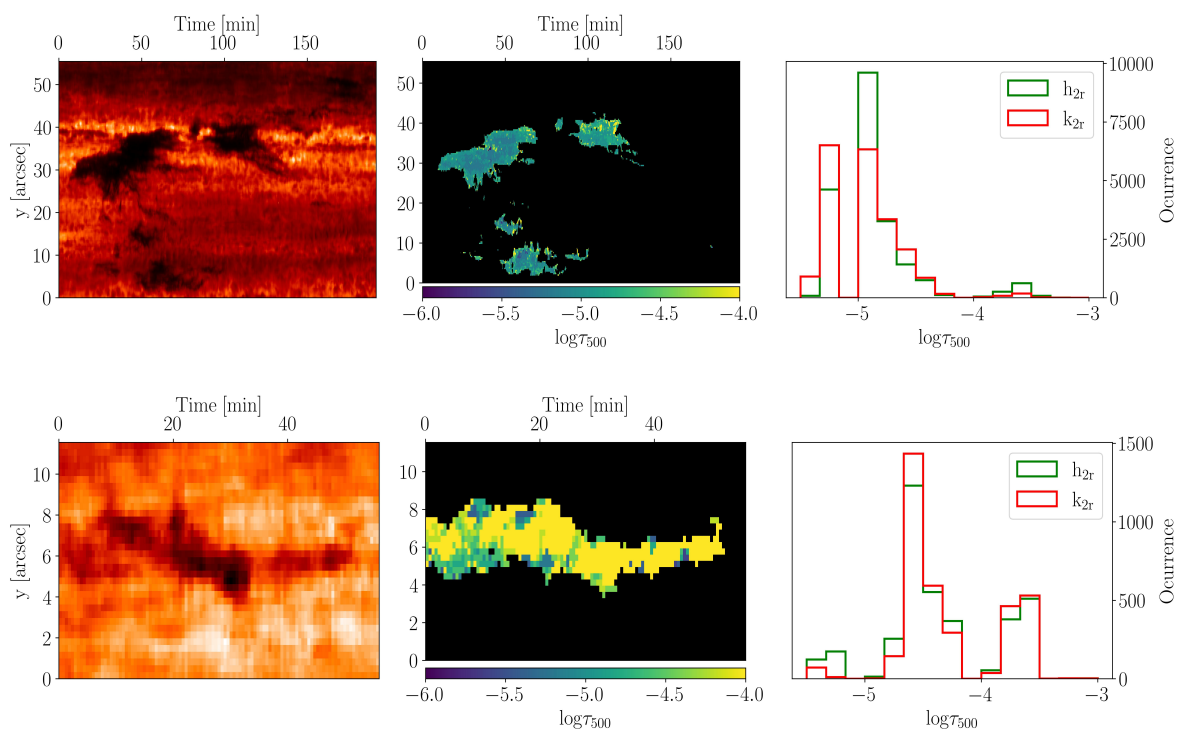 Time [min]
0 50 100 150
y [arcsec]
50
40
30
20
10
0
Time [min]
0 50 100 150
50
40
30
20
10
0
−6.0 −5.5 −5.0 −4.5 −4.0
logτ500
h2r
k2r
10000
7500
5000
2500
0
Ocurrence
−5 −4 −3
logτ500
Time [min]
0 20 40
y [arcsec]
10
8
6
4
2
0
Time [min]
0 20 40
10
8
6
4
2
0
−6.0 −5.5 −5.0 −4.5 −4.0
logτ500
h2r
k2r
1500
1000
500
0
Ocurrence
−5 −4 −3
logτ500